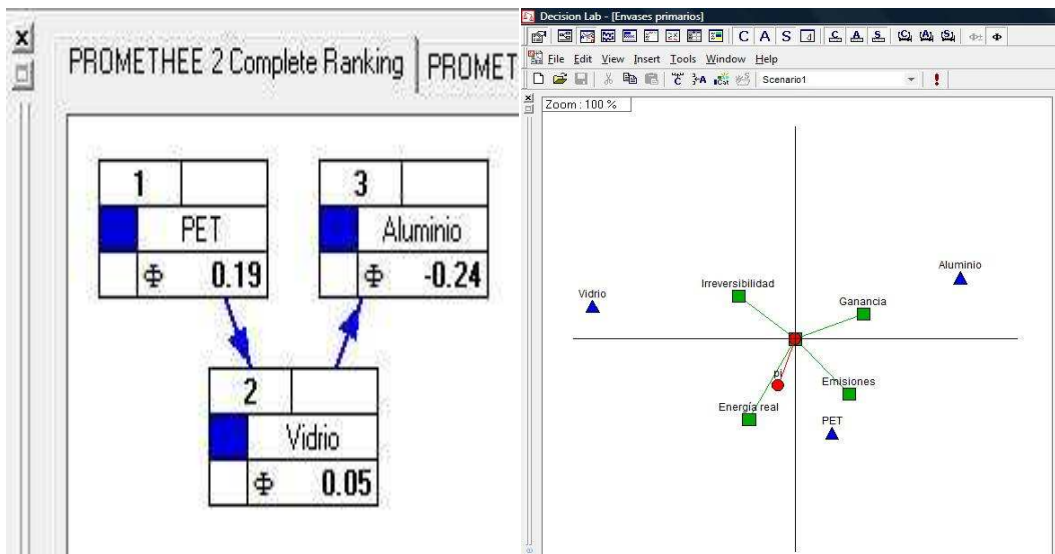 PROMETHEE 2 Complete Ranking
PROMET
1
PET
Φ 0.19
3
Aluminio
Φ -0.24
2
Vidrio
Φ 0.05
Decision Lab - [Envases primarios]
C A S C A S (C) (A) (S) Φ± Φ
File Edit View Insert Tools Window Help
Scenario1
Zoom : 100 %
Aluminio
Irreversibilidad
Vidrio
Ganancia
pi
Emisiones
Energía real
PET